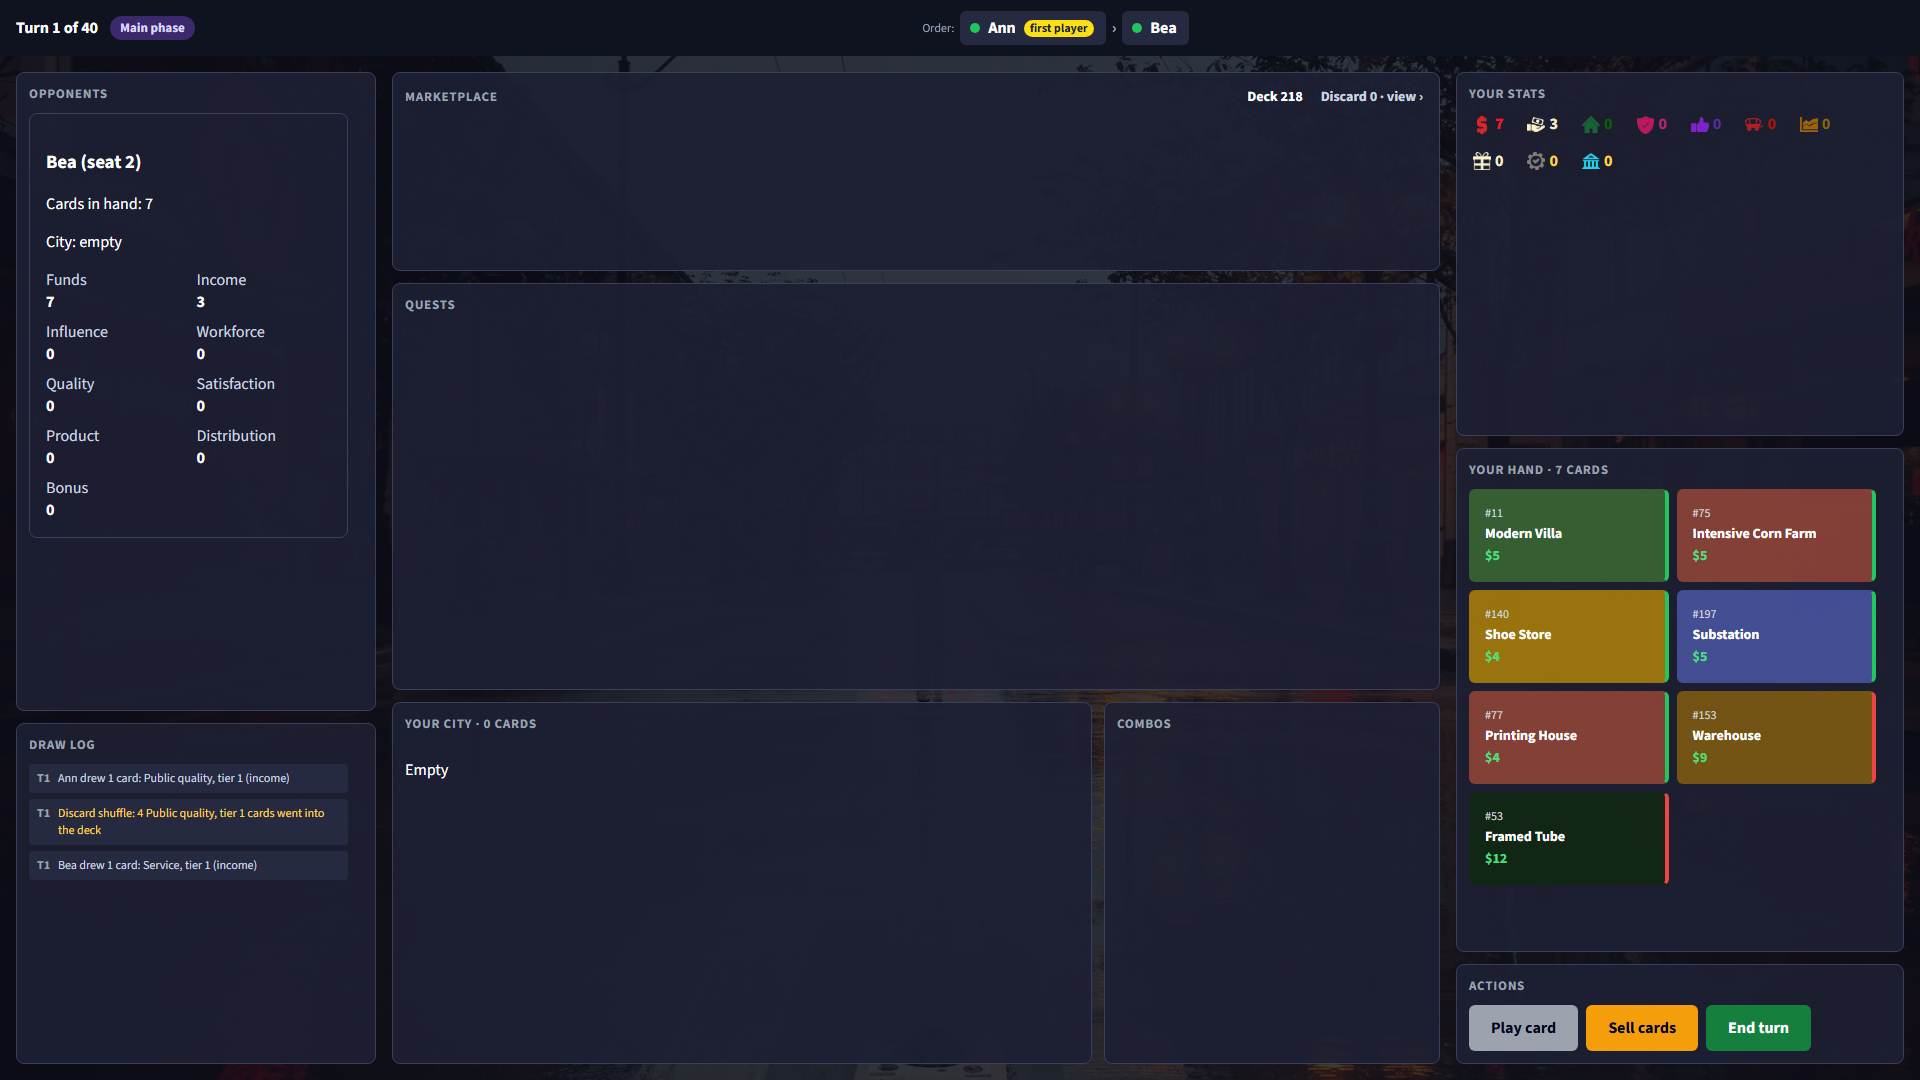 Turn 1 of 40
Main phase
Order:
Ann
first player
›
Bea
OPPONENTS
Bea (seat 2)
Cards in hand: 7
City: empty
Funds
7
Income
3
Influence
0
Workforce
0
Quality
0
Satisfaction
0
Product
0
Distribution
0
Bonus
0
DRAW LOG
T1 Ann drew 1 card: Public quality, tier 1 (income)
T1 Discard shuffle: 4 Public quality, tier 1 cards went into
the deck
T1 Bea drew 1 card: Service, tier 1 (income)
MARKETPLACE
Deck 218
Discard 0 · view ›
QUESTS
YOUR CITY · 0 CARDS
Empty
COMBOS
YOUR STATS
7 3 0 0 0 0 0
0 0 0
YOUR HAND · 7 CARDS
#11
Modern Villa
$5
#75
Intensive Corn Farm
$5
#140
Shoe Store
$4
#197
Substation
$5
#77
Printing House
$4
#153
Warehouse
$9
#53
Framed Tube
$12
ACTIONS
Play card
Sell cards
End turn